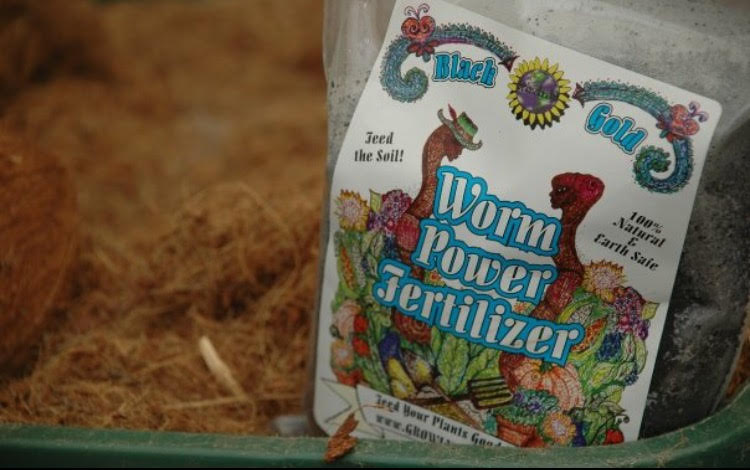 Black
Gold
Feed
the Soil!
100%
Natural
&
Earth Safe
Worm
Power
Fertilizer
Feed Your Plants Good